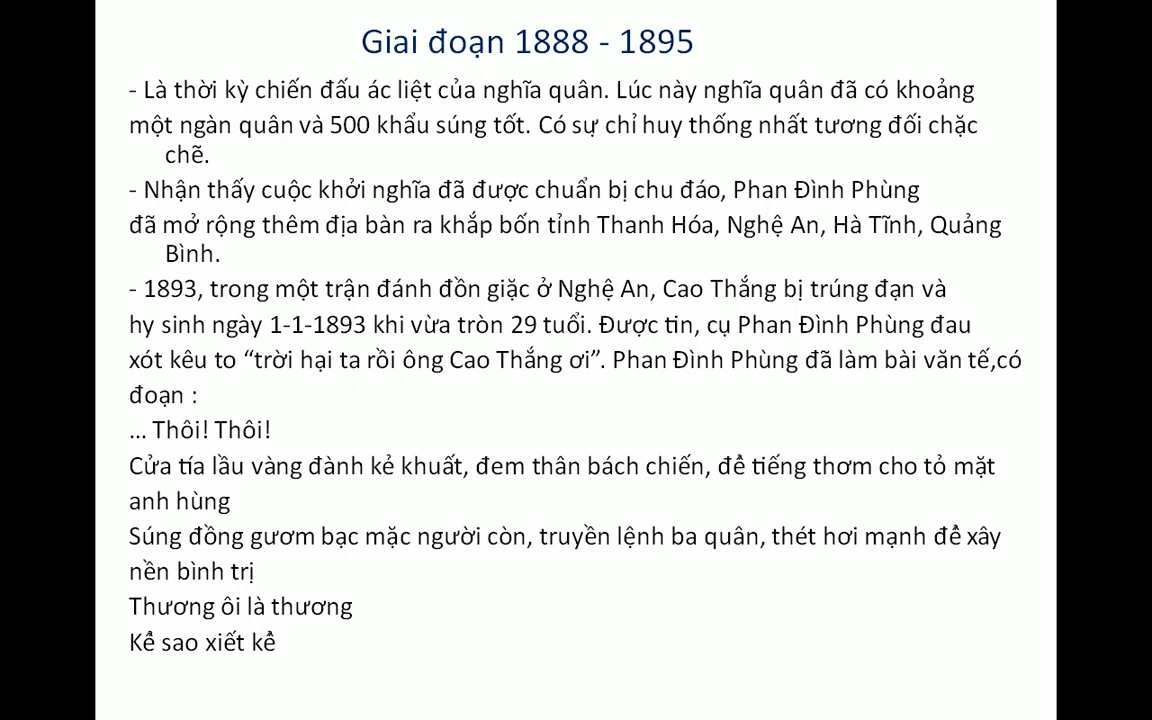 Giai đoạn 1888 - 1895
- Là thời kỳ chiến đấu ác liệt của nghĩa quân. Lúc này nghĩa quân đã có khoảng
một ngàn quân và 500 khẩu súng tốt. Có sự chỉ huy thống nhất tương đối chặc
chẽ.
- Nhận thấy cuộc khởi nghĩa đã được chuẩn bị chu đáo, Phan Đình Phùng
đã mở rộng thêm địa bàn ra khắp bốn tỉnh Thanh Hóa, Nghệ An, Hà Tĩnh, Quảng
Bình.
- 1893, trong một trận đánh đồn giặc ở Nghệ An, Cao Thắng bị trúng đạn và
hy sinh ngày 1-1-1893 khi vừa tròn 29 tuổi. Được tin, cụ Phan Đình Phùng đau
xót kêu to “trời hại ta rồi ông Cao Thắng ơi”. Phan Đình Phùng đã làm bài văn tế,có
đoạn :
... Thôi! Thôi!
Cửa tía lầu vàng đành kẻ khuất, đem thân bách chiến, để tiếng thơm cho tỏ mặt
anh hùng
Súng đồng gươm bạc mặc người còn, truyền lệnh ba quân, thét hơi mạnh để xây
nền bình trị
Thương ôi là thương
Kể sao xiết kể